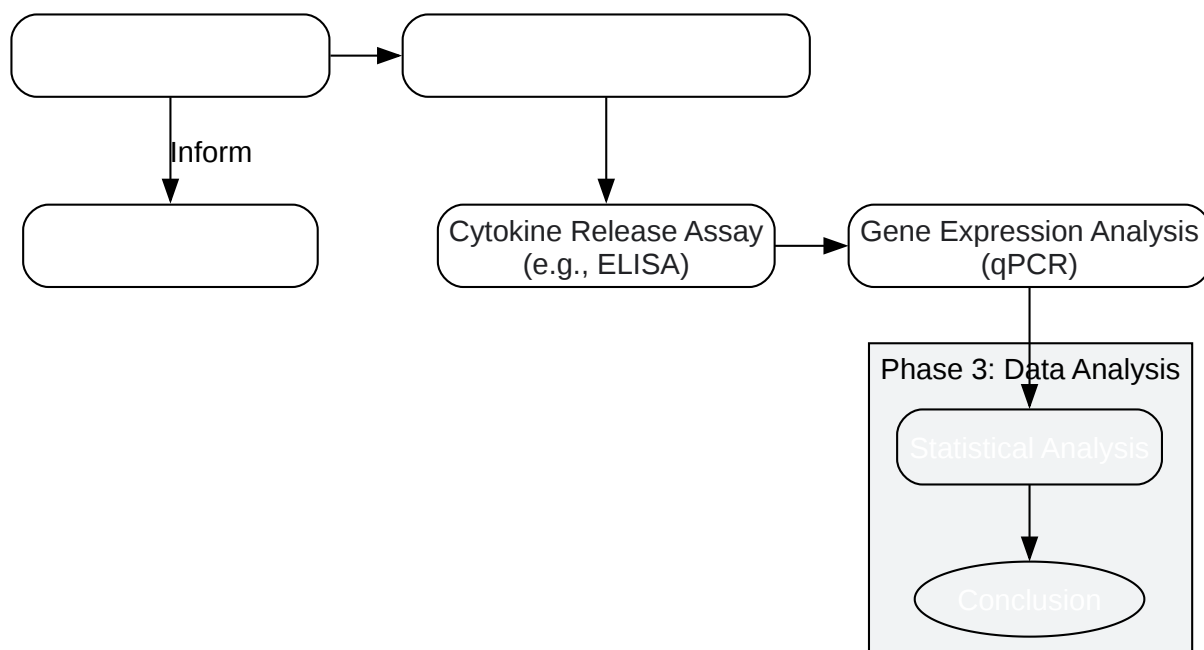 Inform
Cytokine Release Assay
(e.g., ELISA)
Gene Expression Analysis
(qPCR)
Phase 3: Data Analysis
Statistical Analysis
Conclusion